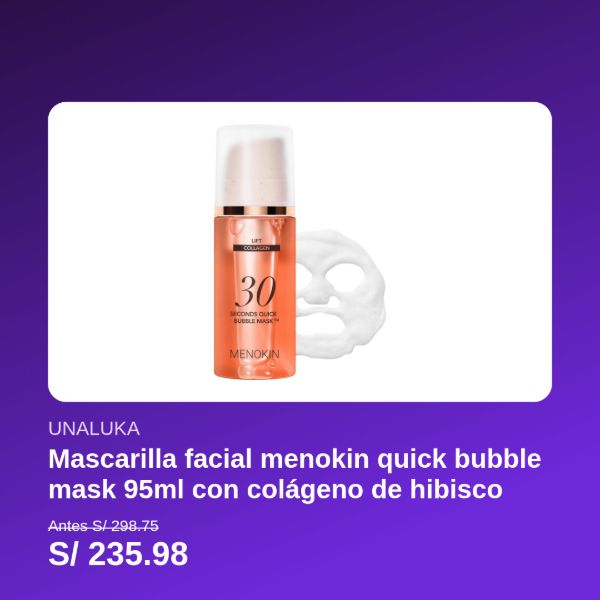 LIFT
COLLAGEN
30
SECONDS QUICK
BUBBLE MASK™
MENOKIN
UNALUKA
Mascarilla facial menokin quick bubble
mask 95ml con colágeno de hibisco
Antes S/ 298.75
S/ 235.98